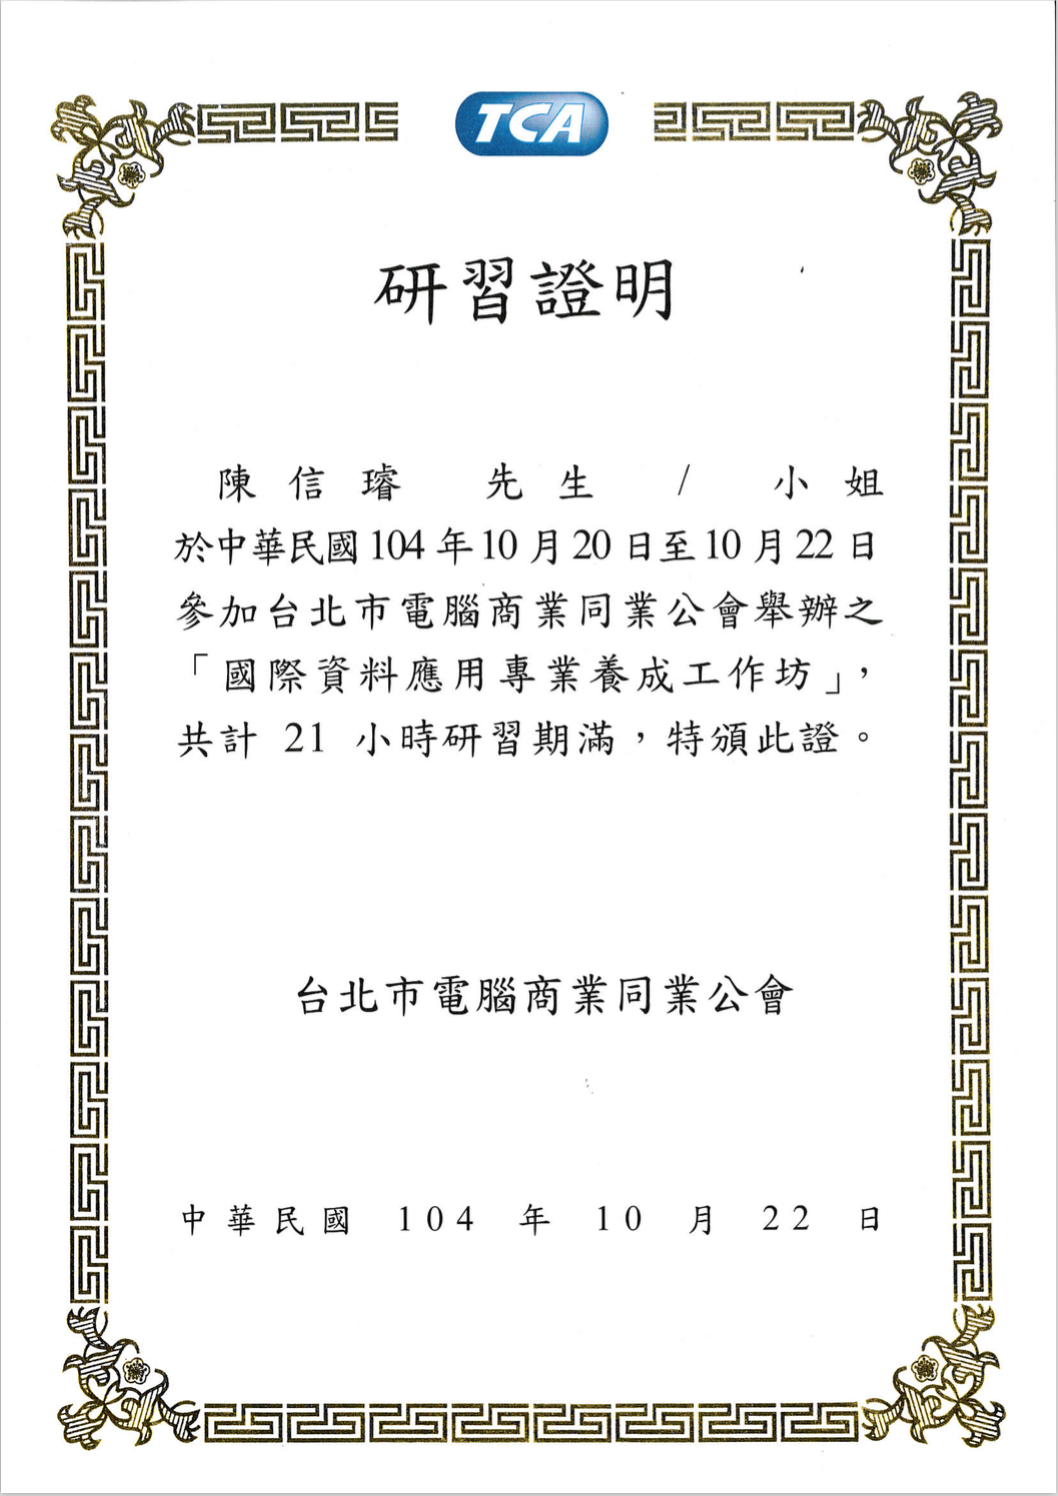 TCA
研習證明
陳信璿 先生 / 小姐
於中華民國104年10月20日至10月22日
參加台北市電腦商業同業公會舉辦之
「國際資料應用專業養成工作坊」，
共計 21 小時研習期滿，特頒此證。
台北市電腦商業同業公會
中華民國 104 年 10 月 22 日